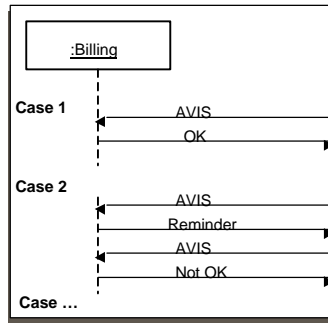 :Billing
Case 1
AVIS
OK
Case 2
AVIS
Reminder
AVIS
Not OK
Case …